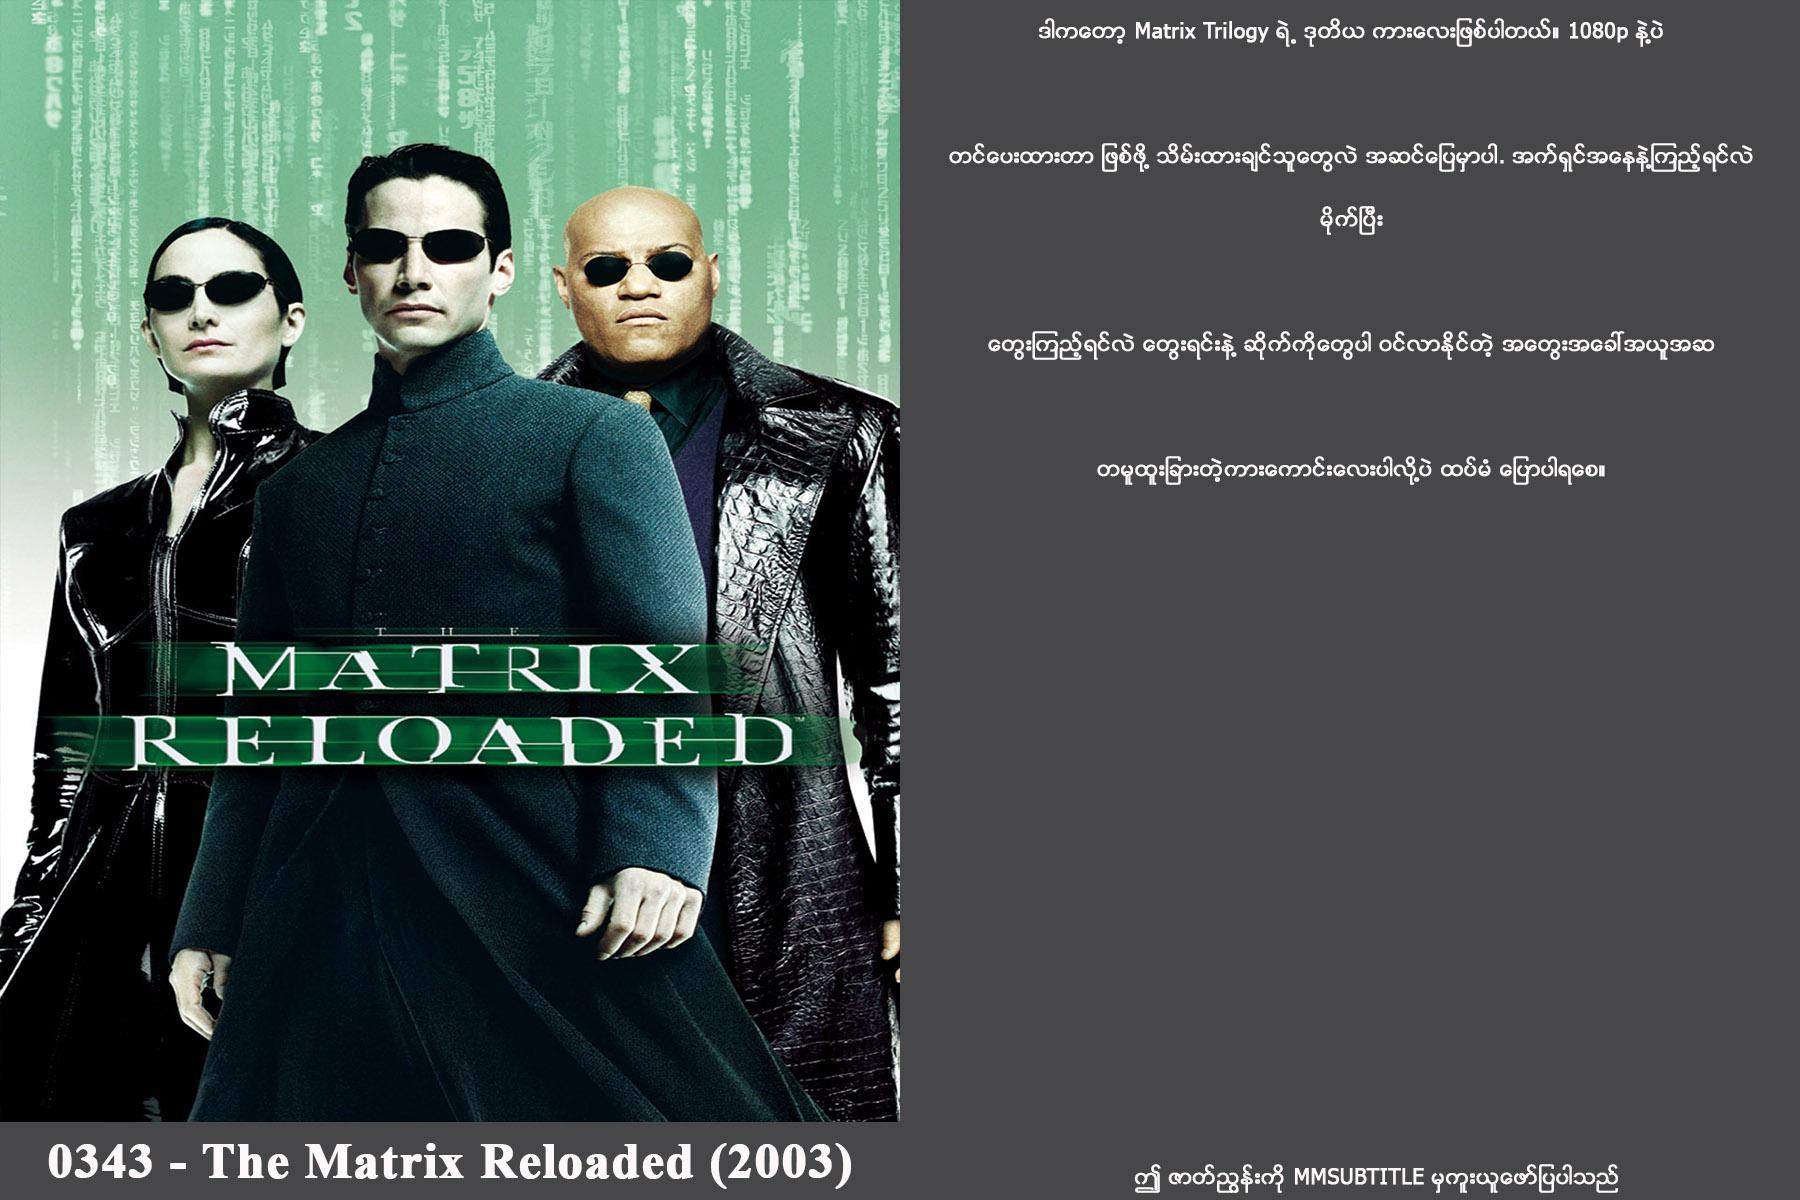 THE
MATRIX
RELOADED™
0343 - The Matrix Reloaded (2003)
ဒါကတော့ Matrix Trilogy ရဲ့ ဒုတိယ ကားလေးဖြစ်ပါတယ်။ 1080p နဲ့ပဲ
တင်ပေးထားတာ ဖြစ်ဖို့ သိမ်းထားချင်သူတွေလဲ အဆင်ပြေမှာပါ. အက်ရှင်အနေနဲ့ကြည့်ရင်လဲ
မိုက်ပြီး
တွေးကြည့်ရင်လဲ တွေးရင်းနဲ့ ဆိုက်ကိုတွေပါ ဝင်လာနိုင်တဲ့ အတွေးအခေါ်အယူအဆ
တမူထူးခြားတဲ့ကားကောင်းလေးပါလို့ပဲ ထပ်မံ ပြောပါရစေ။
ဤ ဇာတ်ညွှန်းကို MMSUBTITLE မှကူးယူဖော်ပြပါသည်